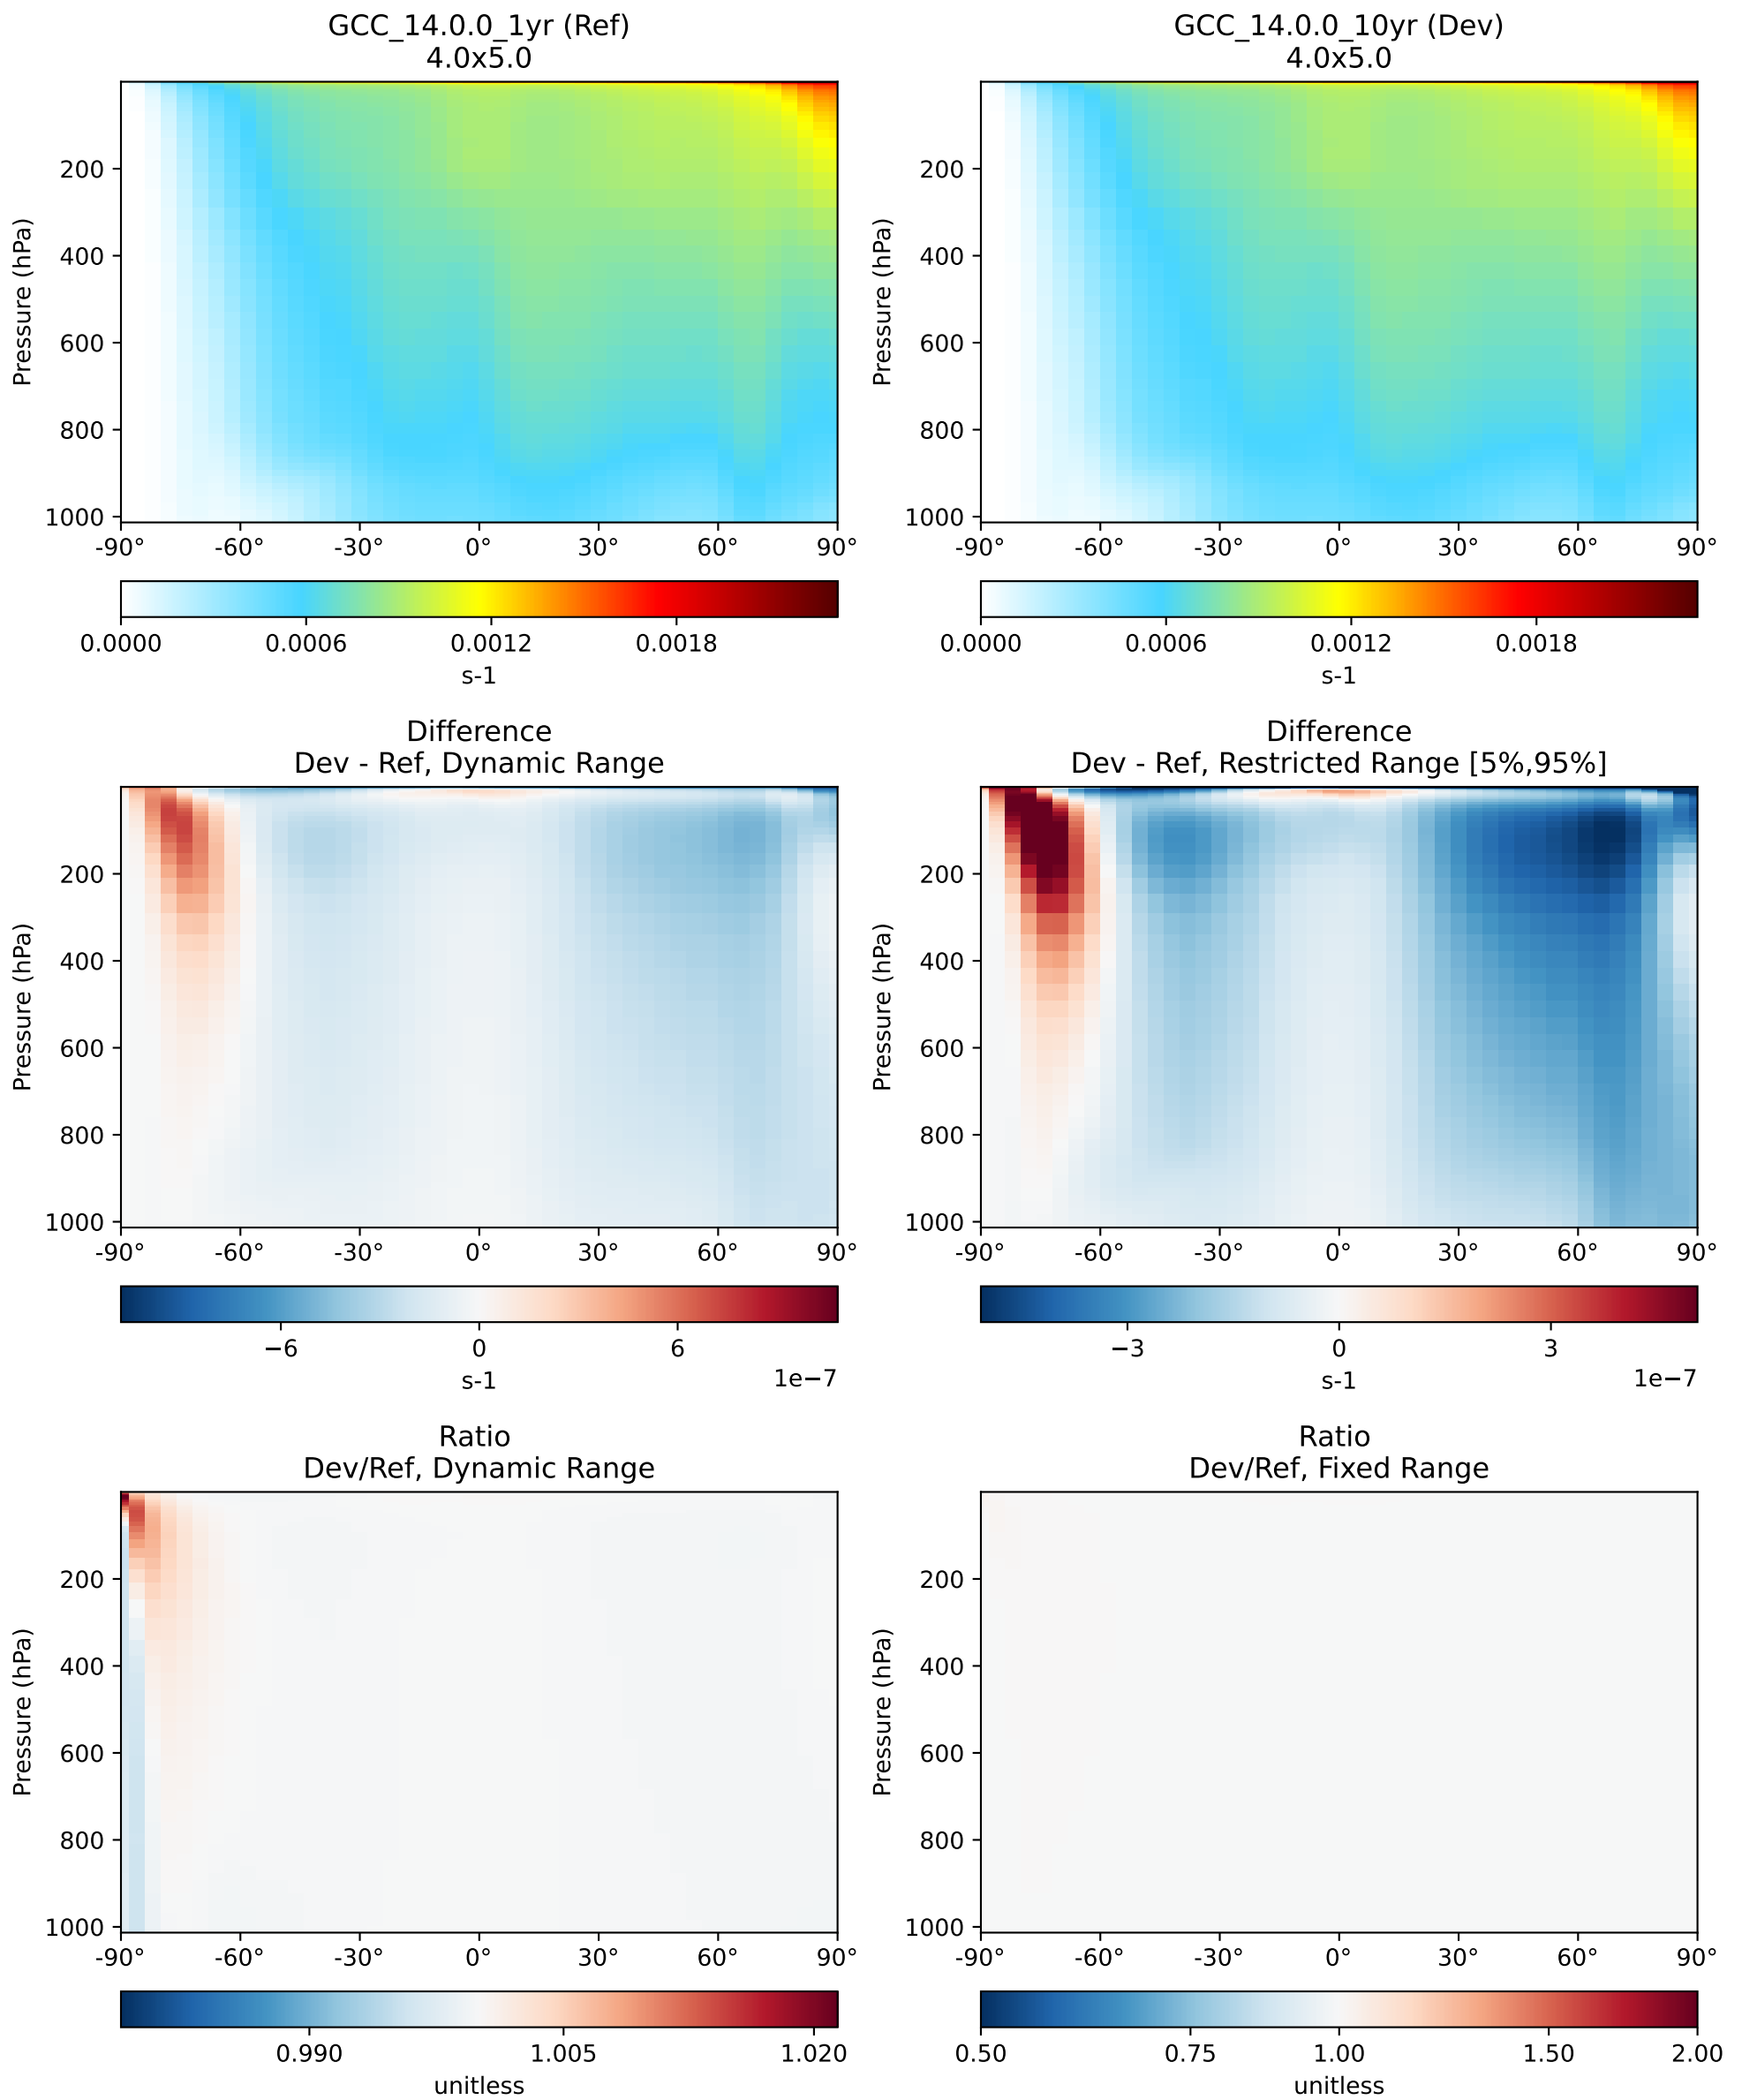 GCC_14.0.0_1yr (Ref)
4.0x5.0
Pressure (hPa)
200
400
600
800
1000
-90° -60° -30° 0° 30° 60° 90°
0.0000 0.0006 0.0012 0.0018
s-1
GCC_14.0.0_10yr (Dev)
4.0x5.0
Pressure (hPa)
200
400
600
800
1000
-90° -60° -30° 0° 30° 60° 90°
0.0000 0.0006 0.0012 0.0018
s-1
Difference
Dev - Ref, Dynamic Range
Pressure (hPa)
200
400
600
800
1000
-90° -60° -30° 0° 30° 60° 90°
−6 0 6
s-1 1e−7
Difference
Dev - Ref, Restricted Range [5%,95%]
Pressure (hPa)
200
400
600
800
1000
-90° -60° -30° 0° 30° 60° 90°
−3 0 3
s-1 1e−7
Ratio
Dev/Ref, Dynamic Range
Pressure (hPa)
200
400
600
800
1000
-90° -60° -30° 0° 30° 60° 90°
0.990 1.005 1.020
unitless
Ratio
Dev/Ref, Fixed Range
Pressure (hPa)
200
400
600
800
1000
-90° -60° -30° 0° 30° 60° 90°
0.50 0.75 1.00 1.50 2.00
unitless